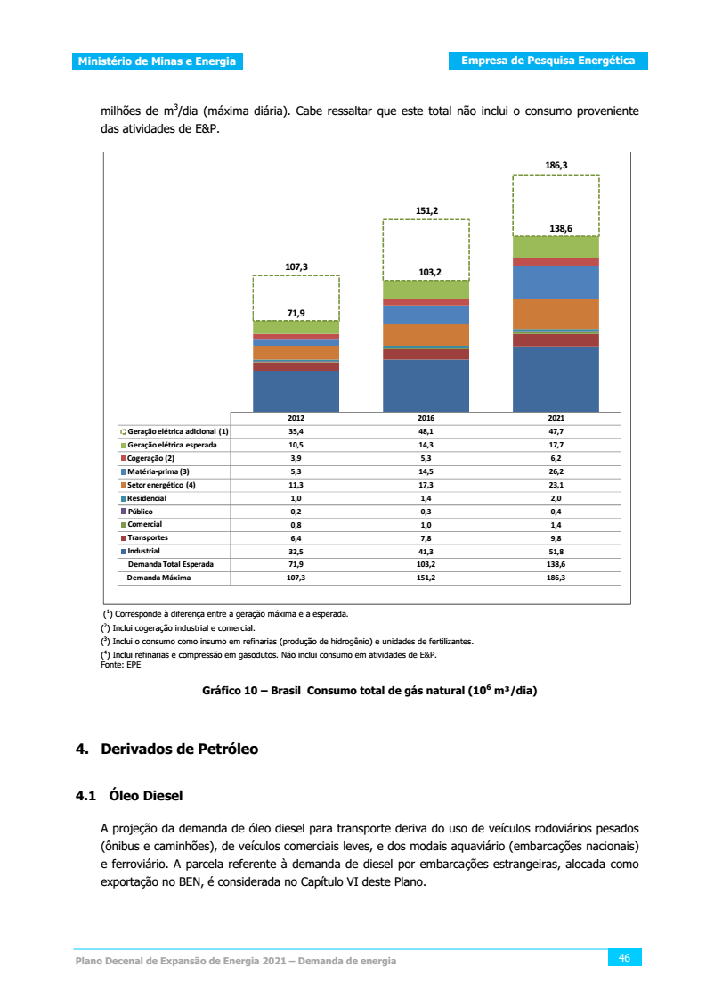 Ministério de Minas e Energia
Empresa de Pesquisa Energética
milhões de m³/dia (máxima diária). Cabe ressaltar que este total não inclui o consumo proveniente
das atividades de E&P.
186,3
151,2
138,6
107,3
103,2
71,9
2012 2016 2021
Geração elétrica adicional (1) 35,4 48,1 47,7
Geração elétrica esperada 10,5 14,3 17,7
Cogeração (2) 3,9 5,3 6,2
Matéria-prima (3) 5,3 14,5 26,2
Setor energético (4) 11,3 17,3 23,1
Residencial 1,0 1,4 2,0
Público 0,2 0,3 0,4
Comercial 0,8 1,0 1,4
Transportes 6,4 7,8 9,8
Industrial 32,5 41,3 51,8
Demanda Total Esperada 71,9 103,2 138,6
Demanda Máxima 107,3 151,2 186,3
(¹) Corresponde à diferença entre a geração máxima e a esperada.
(²) Inclui cogeração industrial e comercial.
(³) Inclui o consumo como insumo em refinarias (produção de hidrogênio) e unidades de fertilizantes.
(⁴) Inclui refinarias e compressão em gasodutos. Não inclui consumo em atividades de E&P.
Fonte: EPE
Gráfico 10 – Brasil Consumo total de gás natural (10⁶ m³/dia)
4. Derivados de Petróleo
4.1 Óleo Diesel
A projeção da demanda de óleo diesel para transporte deriva do uso de veículos rodoviários pesados
(ônibus e caminhões), de veículos comerciais leves, e dos modais aquaviário (embarcações nacionais)
e ferroviário. A parcela referente à demanda de diesel por embarcações estrangeiras, alocada como
exportação no BEN, é considerada no Capítulo VI deste Plano.
Plano Decenal de Expansão de Energia 2021 – Demanda de energia
46